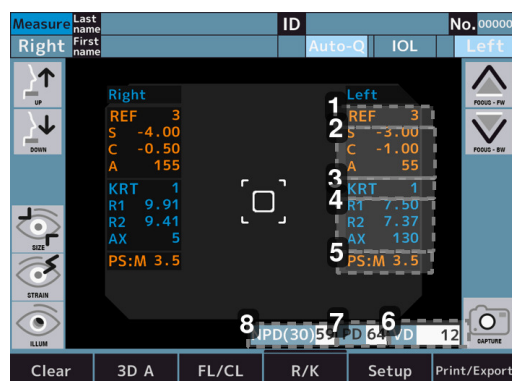 Measure Last name ID No. 00000
Right First name Auto-Q IOL Left
UP
DOWN
SIZE
STRAIN
ILLUM
Right
REF 3
S -4.00
C -0.50
A 155
KRT 1
R1 9.91
R2 9.41
AX 5
PS:M 3.5
Left
1 REF 3
2 S -3.00
C -1.00
A 55
3 KRT 1
4 R1 7.50
R2 7.37
AX 130
5 PS:M 3.5
8 7 6
NPD(30) 59 PD 64 VD 12
FOCUS - FW
FOCUS - BW
CAPTURE
Clear 3D A FL/CL R/K Setup Print/Export